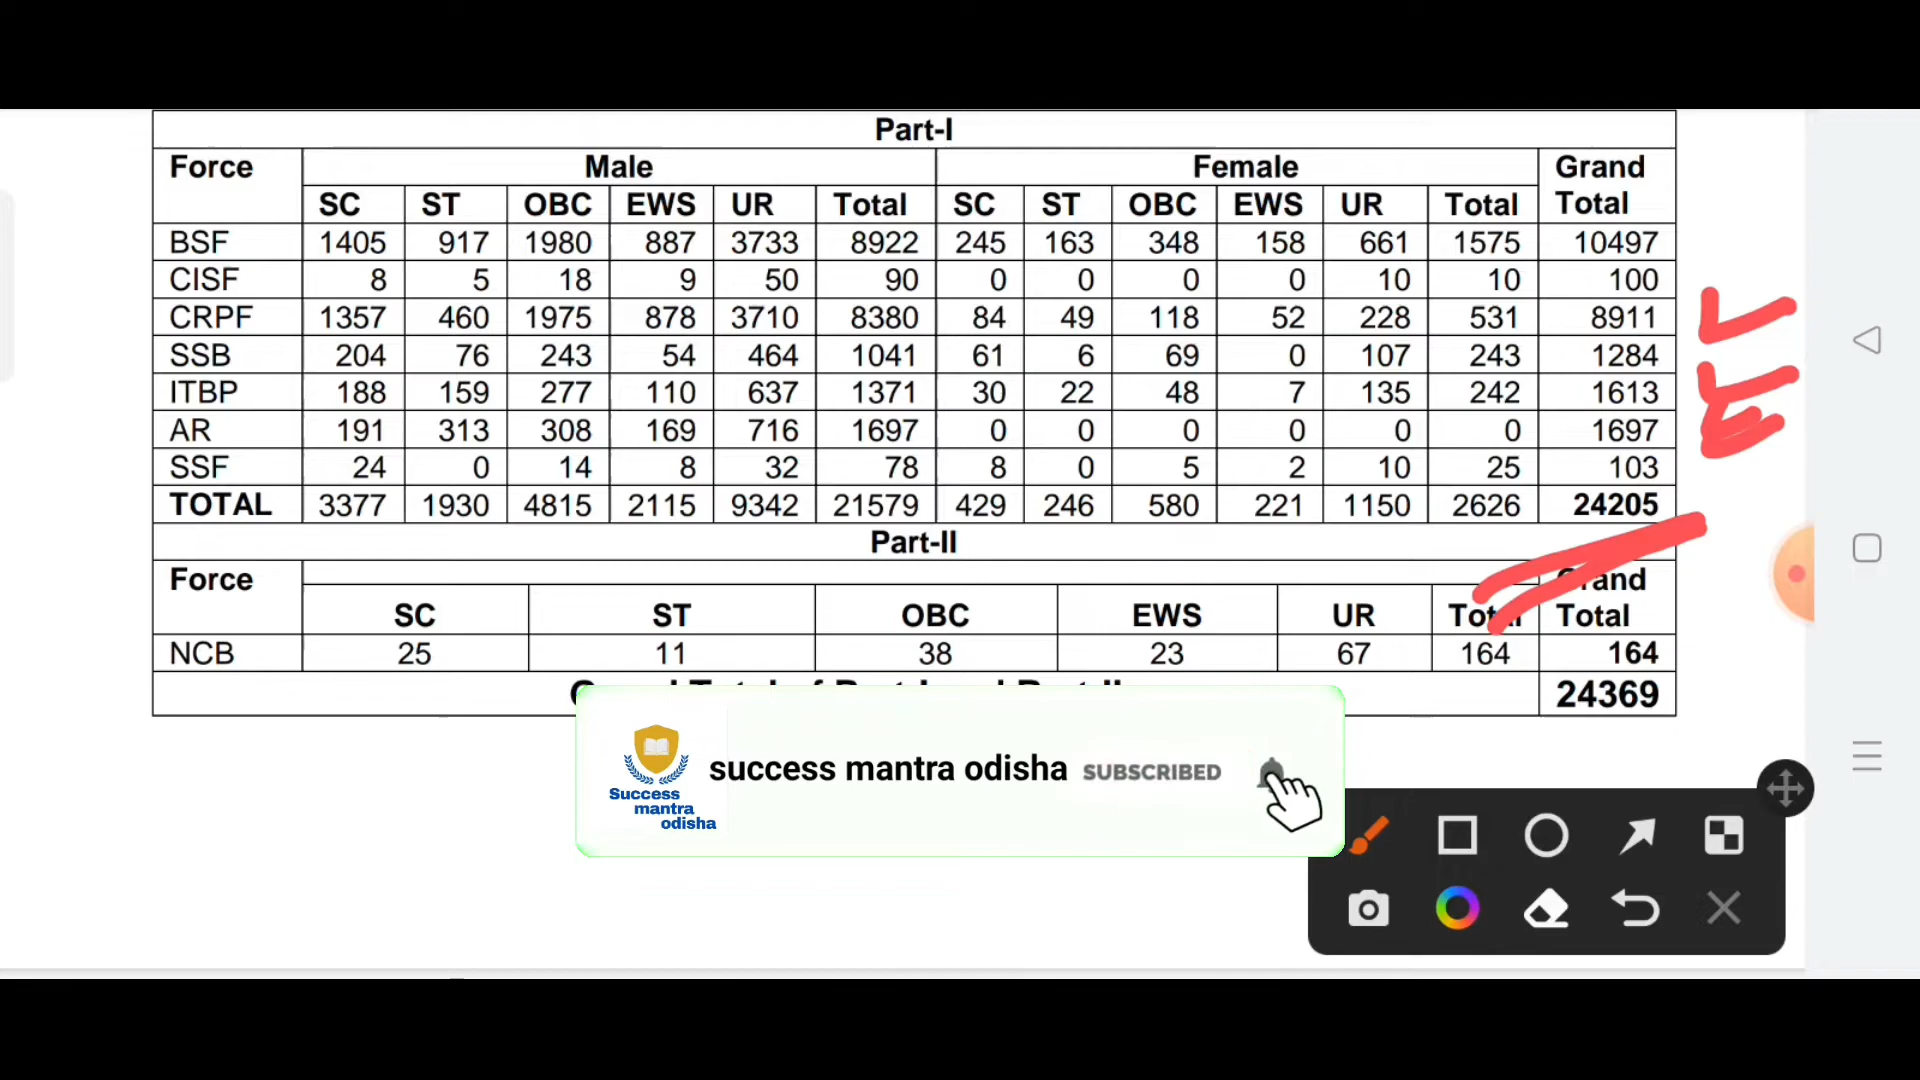 Part-I
Force Male Female Grand Total
SC ST OBC EWS UR Total SC ST OBC EWS UR Total
BSF 1405 917 1980 887 3733 8922 245 163 348 158 661 1575 10497
CISF 8 5 18 9 50 90 0 0 0 0 10 10 100
CRPF 1357 460 1975 878 3710 8380 84 49 118 52 228 531 8911
SSB 204 76 243 54 464 1041 61 6 69 0 107 243 1284
ITBP 188 159 277 110 637 1371 30 22 48 7 135 242 1613
AR 191 313 308 169 716 1697 0 0 0 0 0 0 1697
SSF 24 0 14 8 32 78 8 0 5 2 10 25 103
TOTAL 3377 1930 4815 2115 9342 21579 429 246 580 221 1150 2626 24205
Part-II
Force Grand
SC ST OBC EWS UR Total Total
NCB 25 11 38 23 67 164 164
24369
success mantra odisha SUBSCRIBED
Success
mantra
odisha